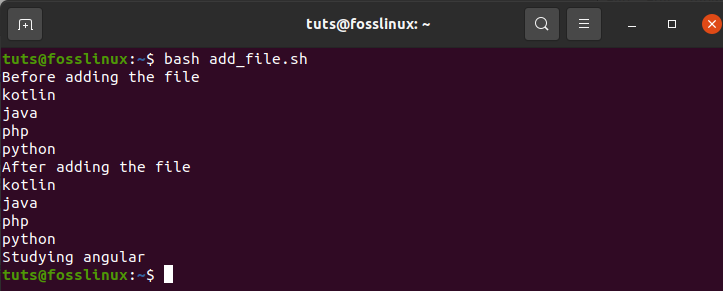 tuts@fosslinux: ~
tuts@fosslinux:~$ bash add_file.sh
Before adding the file
kotlin
java
php
python
After adding the file
kotlin
java
php
python
Studying angular
tuts@fosslinux:~$